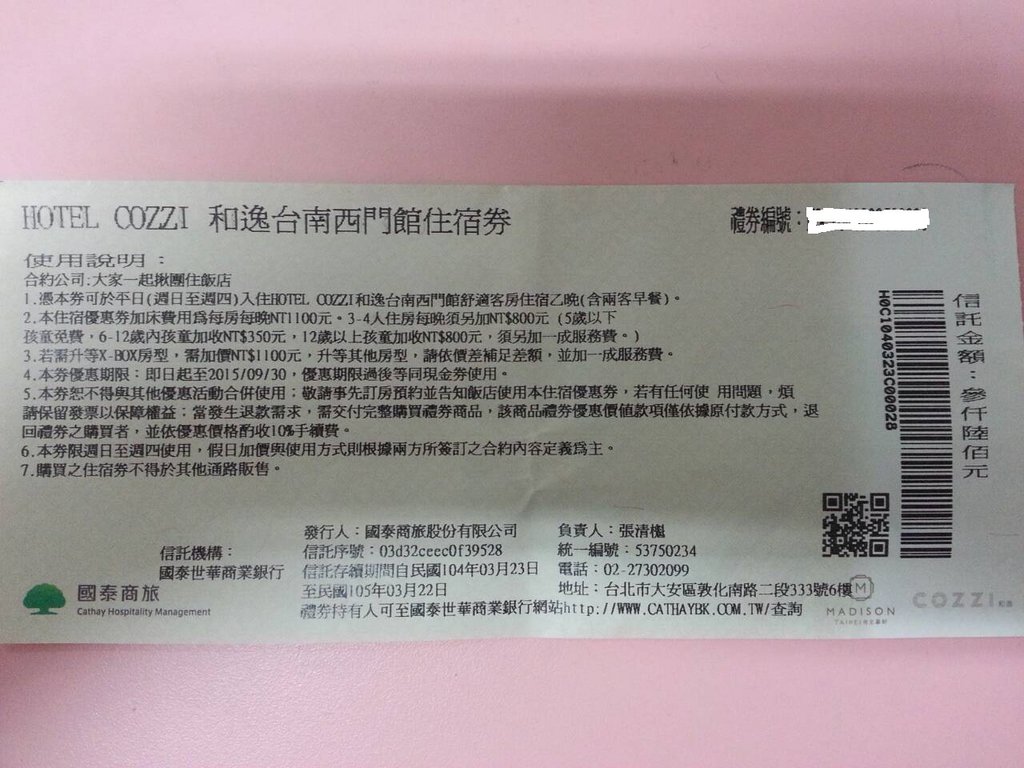 HOTEL COZZI 和逸台南西門館住宿券
禮券編號:
使用說明:
合約公司:大家一起揪團住飯店
1.憑本券可於平日(週日至週四)入住HOTEL COZZI和逸台南西門館舒適客房住宿乙晚(含兩客早餐)。
2.本住宿優惠券加床費用為每房每晚NT1100元。3-4人住房每晚須另加NT$800元 (5歲以下
孩童免費,6-12歲內孩童加收NT$350元,12歲以上孩童加收NT$800元,須另加一成服務費。)
3.若需升等X-BOX房型,需加價NT$1100元,升等其他房型,請依價差補足差額,並加一成服務費。
4.本券優惠期限:即日起至2015/09/30,優惠期限過後等同現金券使用。
5.本券恕不得與其他優惠活動合併使用;敬請事先訂房預約並告知飯店使用本住宿優惠券,若有任何使 用問題,煩
請保留發票以保障權益;當發生退款需求,需交付完整購買禮券商品,該商品禮券優惠價值款項僅依據原付款方式,退
回禮券之購買者,並依優惠價格酌收10%手續費。
6.本券限週日至週四使用,假日加價與使用方式則根據兩方所簽訂之合約內容定義為主。
7.購買之住宿券不得於其他通路販售。
信託金額:參仟陸佰元
H0C1040323C000028
信託機構:
國泰世華商業銀行
發行人:國泰商旅股份有限公司
信託序號:03d32ceec0f39528
信託存續期間自民國104年03月23日
至民國105年03月22日
禮券持有人可至國泰世華商業銀行網站http://WWW.CATHAYBK.COM.TW/查詢
負責人:張清櫆
統一編號:53750234
電話:02-27302099
地址:台北市大安區敦化南路二段333號6樓
國泰商旅
Cathay Hospitality Management
M
MADISON
TAIPEI
COZZI 和逸